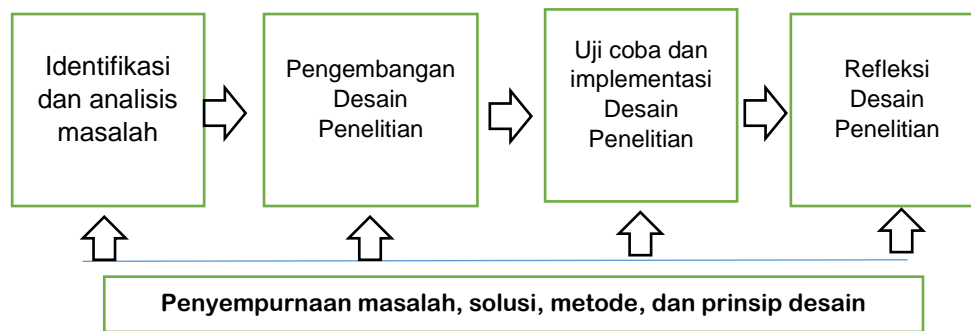 Identifikasi
dan analisis
masalah
Pengembangan
Desain
Penelitian
Uji coba dan
implementasi
Desain
Penelitian
Refleksi
Desain
Penelitian
Penyempurnaan masalah, solusi, metode, dan prinsip desain